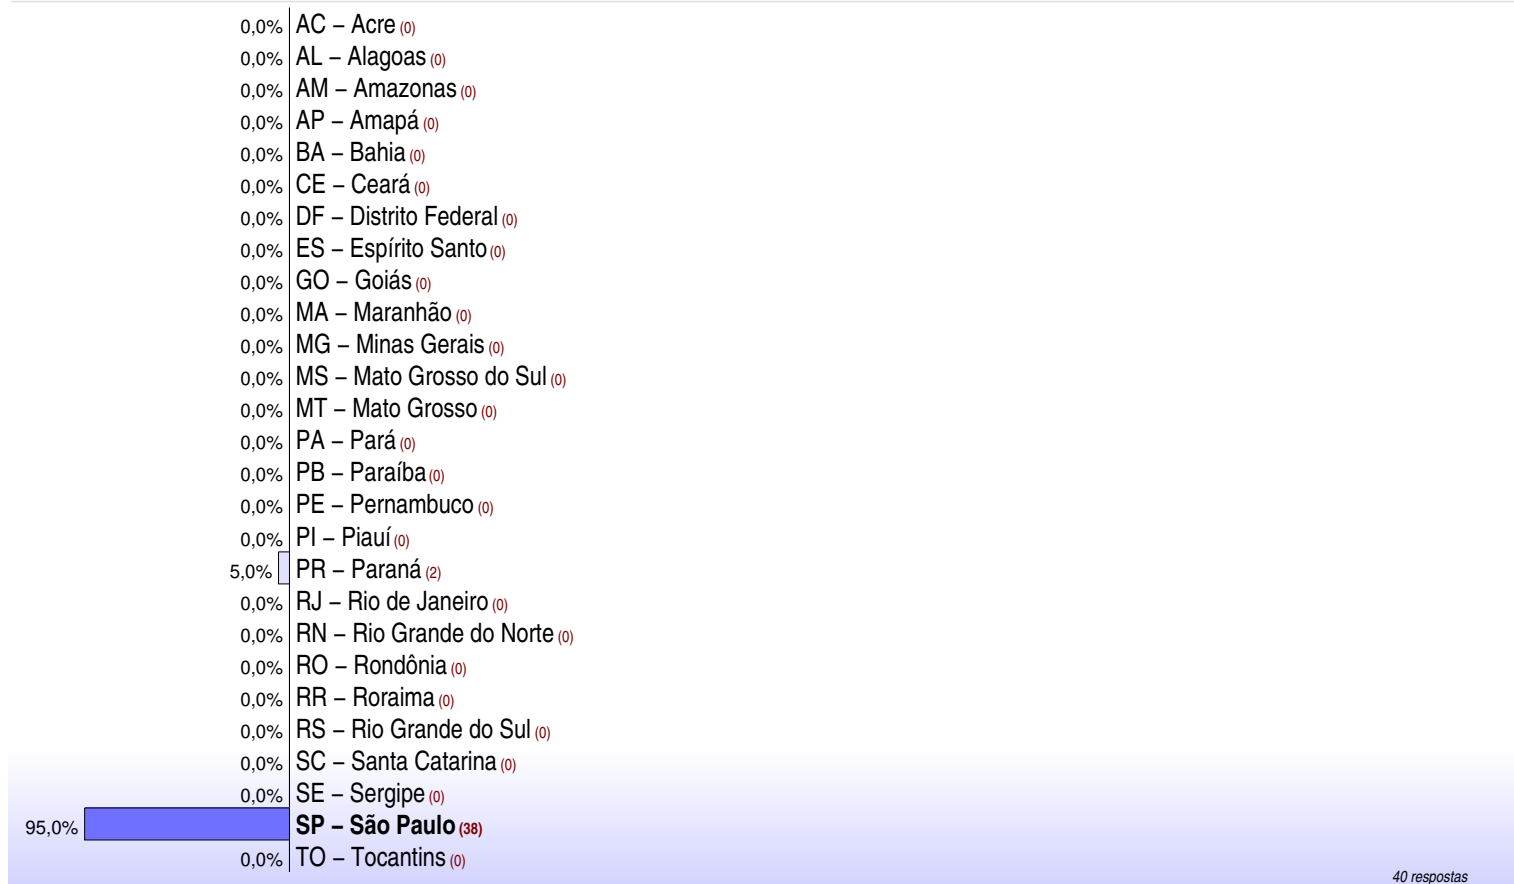 0,0% AC – Acre (0)
0,0% AL – Alagoas (0)
0,0% AM – Amazonas (0)
0,0% AP – Amapá (0)
0,0% BA – Bahia (0)
0,0% CE – Ceará (0)
0,0% DF – Distrito Federal (0)
0,0% ES – Espírito Santo (0)
0,0% GO – Goiás (0)
0,0% MA – Maranhão (0)
0,0% MG – Minas Gerais (0)
0,0% MS – Mato Grosso do Sul (0)
0,0% MT – Mato Grosso (0)
0,0% PA – Pará (0)
0,0% PB – Paraíba (0)
0,0% PE – Pernambuco (0)
0,0% PI – Piauí (0)
5,0% PR – Paraná (2)
0,0% RJ – Rio de Janeiro (0)
0,0% RN – Rio Grande do Norte (0)
0,0% RO – Rondônia (0)
0,0% RR – Roraima (0)
0,0% RS – Rio Grande do Sul (0)
0,0% SC – Santa Catarina (0)
0,0% SE – Sergipe (0)
95,0% SP – São Paulo (38)
0,0% TO – Tocantins (0)
40 respostas